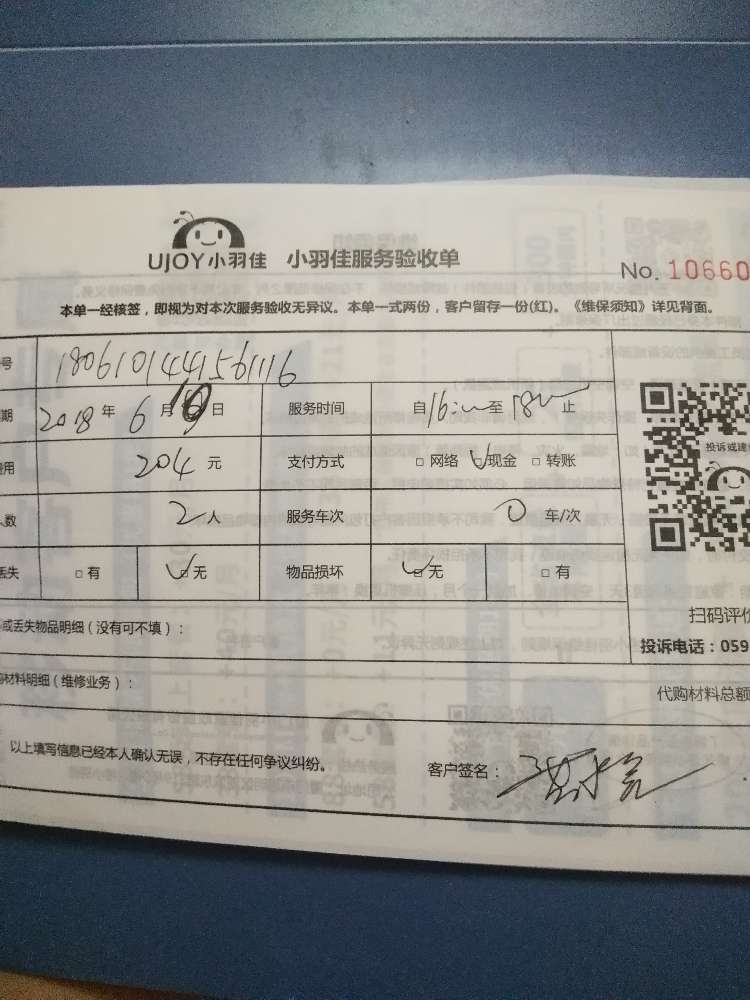 UJOY小羽佳 小羽佳服务验收单
No. 10660
本单一经核签，即视为对本次服务验收无异议。本单一式两份，客户留存一份(红)。《维保须知》详见背面。
号 1806101441561116
期 2018 年 6 月 10 日 服务时间 自 16:00 至 18:00 止
费用 204 元 支付方式 □ 网络 ☑ 现金 □ 转账
人数 2 人 服务车次 0 车/次
丢失 □ 有 ☑ 无 物品损坏 ☑ 无 □ 有
投诉或建
扫码评价
或丢失物品明细（没有可不填）：
投诉电话：059
材料明细（维修业务）：
代购材料总额
以上填写信息已经本人确认无误，不存在任何争议纠纷。
客户签名：